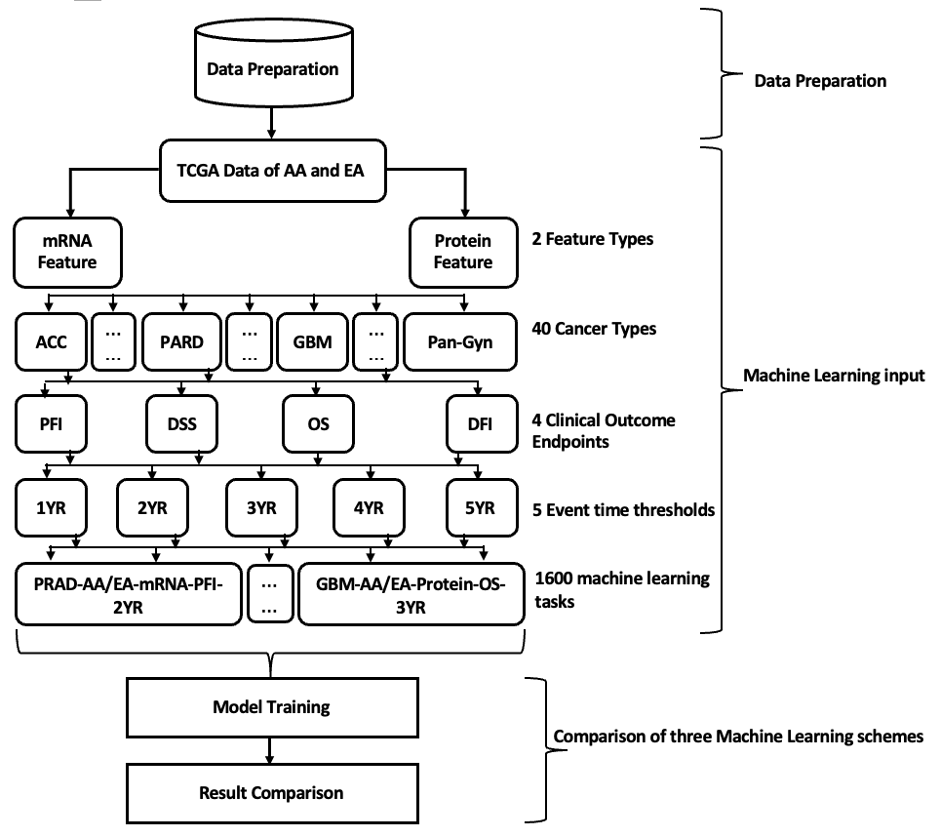 Data Preparation
Data Preparation
TCGA Data of AA and EA
mRNA
Feature
Protein
Feature
2 Feature Types
ACC
...
...
PARD
...
...
GBM
...
...
Pan-Gyn
40 Cancer Types
Machine Learning input
PFI
DSS
OS
DFI
4 Clinical Outcome
Endpoints
1YR
2YR
3YR
4YR
5YR
5 Event time thresholds
PRAD-AA/EA-mRNA-PFI-
2YR
...
...
GBM-AA/EA-Protein-OS-
3YR
1600 machine learning
tasks
Model Training
Comparison of three Machine Learning schemes
Result Comparison